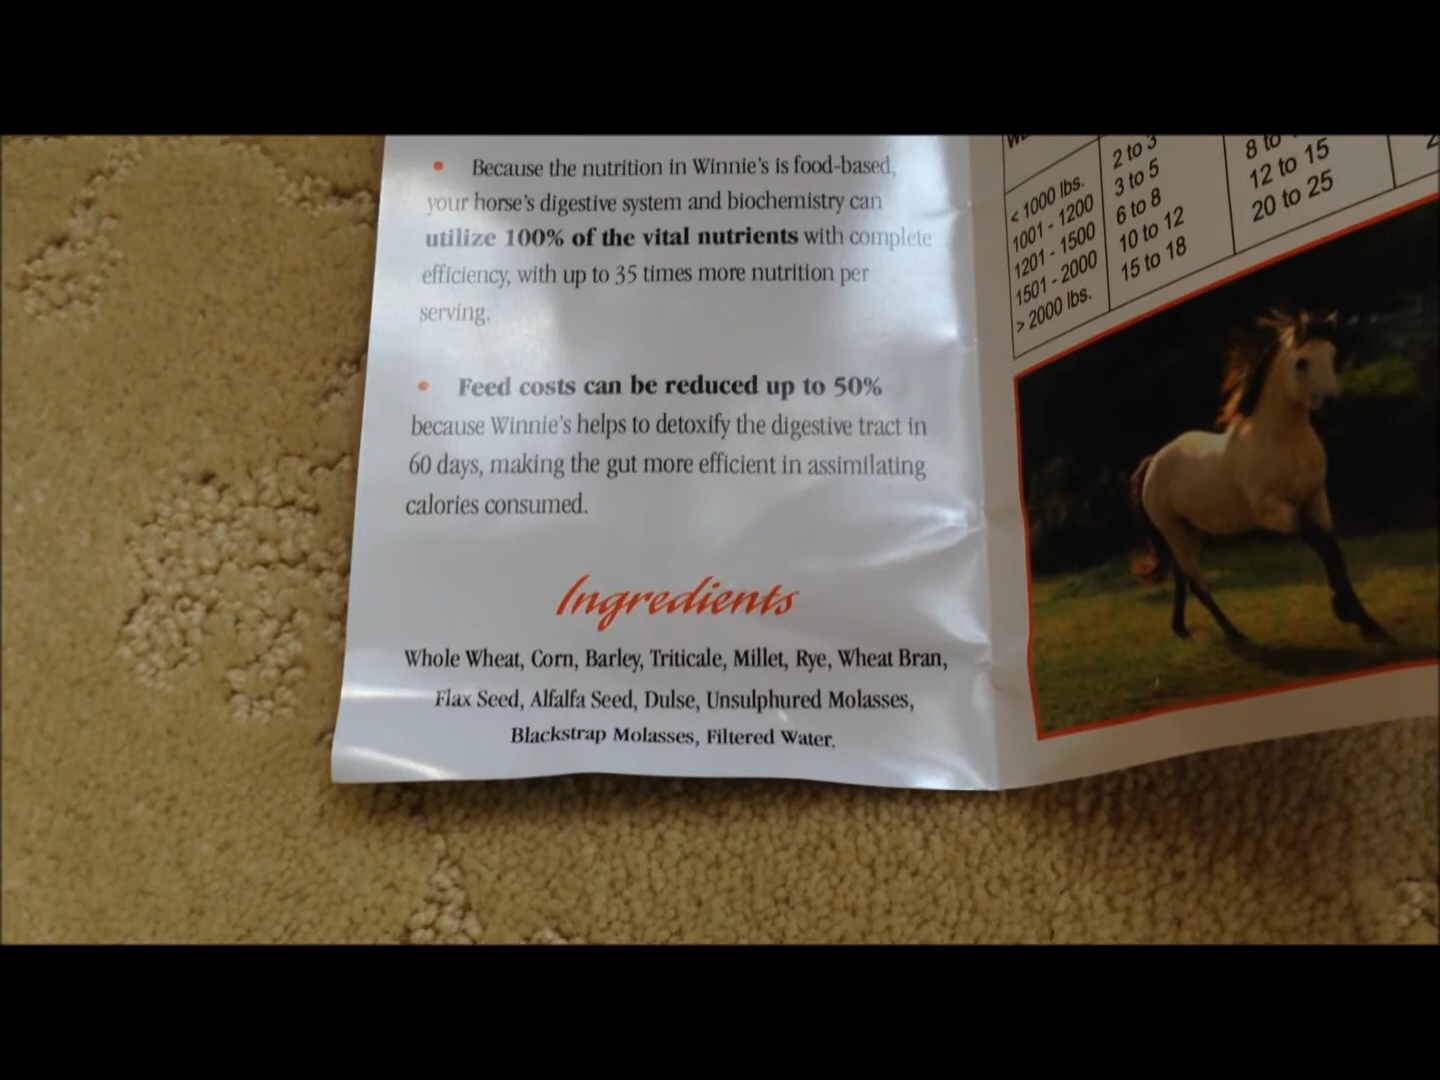 • Because the nutrition in Winnie's is food-based,
your horse's digestive system and biochemistry can
utilize 100% of the vital nutrients with complete
efficiency, with up to 35 times more nutrition per
serving.
• Feed costs can be reduced up to 50%
because Winnie's helps to detoxify the digestive tract in
60 days, making the gut more efficient in assimilating
calories consumed.
Ingredients
Whole Wheat, Corn, Barley, Triticale, Millet, Rye, Wheat Bran,
Flax Seed, Alfalfa Seed, Dulse, Unsulphured Molasses,
Blackstrap Molasses, Filtered Water.
< 1000 lbs.
1001 - 1200
1201 - 1500
1501 - 2000
> 2000 lbs.
2 to 3
3 to 5
6 to 8
10 to 12
15 to 18
8 to
12 to 15
20 to 25